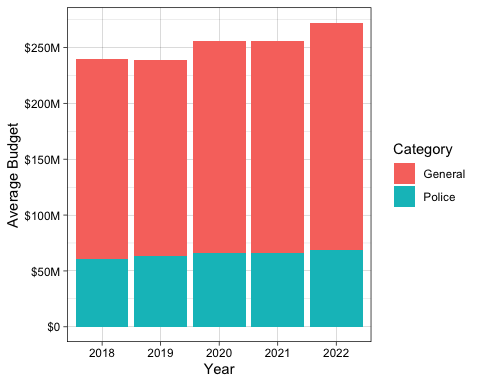 $250M
$200M
$150M
$100M
$50M
$0
Average Budget
2018 2019 2020 2021 2022
Year
Category
General
Police